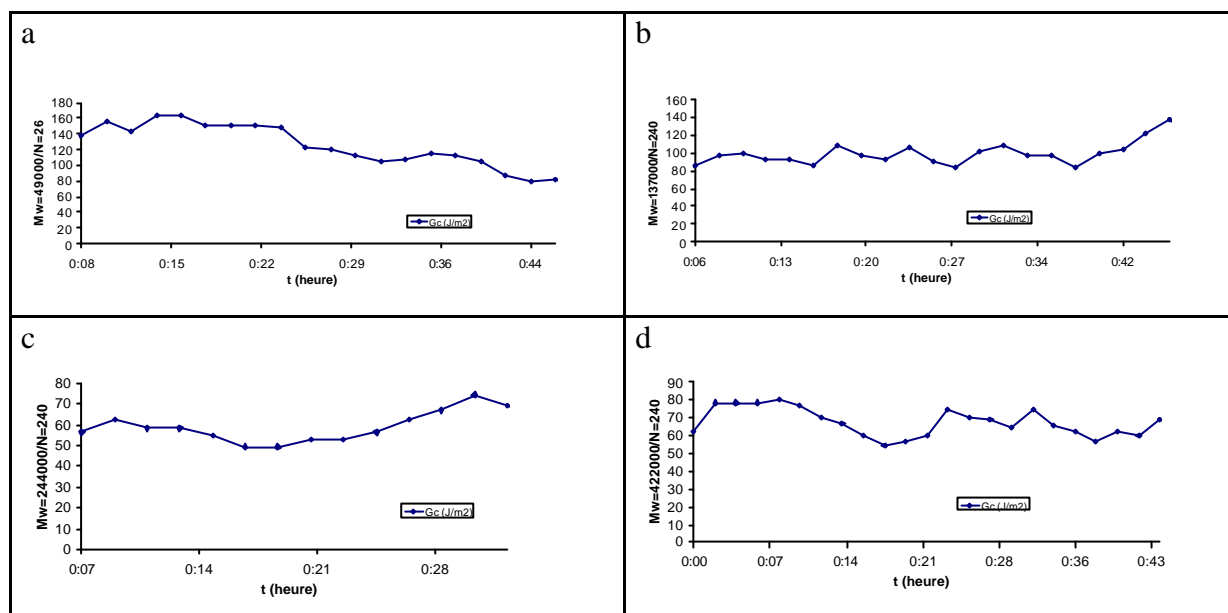 a
Mw=49000/N=26
180
160
140
120
100
80
60
40
20
0
Gc (J/m2)
0:08 0:15 0:22 0:29 0:36 0:44
t (heure)
b
Mw=137000/N=240
160
140
120
100
80
60
40
20
0
Gc (J/m2)
0:06 0:13 0:20 0:27 0:34 0:42
t (heure)
c
Mw=244000/N=240
80
70
60
50
40
30
20
10
0
Gc (J/m2)
0:07 0:14 0:21 0:28
t (heure)
d
Mw=422000/N=240
90
80
70
60
50
40
30
20
10
0
Gc (J/m2)
0:00 0:07 0:14 0:21 0:28 0:36 0:43
t (heure)